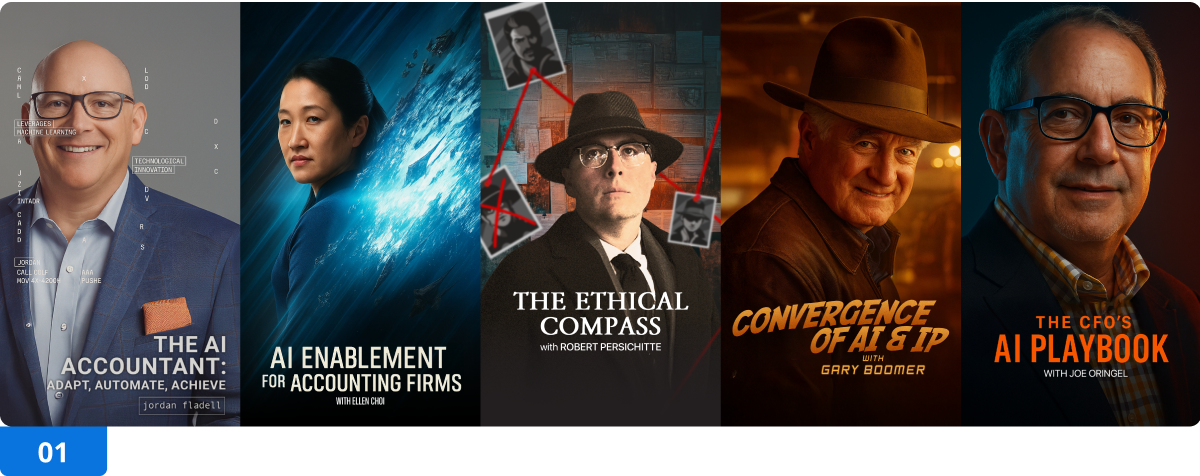 LEVERAGES
MACHINE LEARNING
TECHNOLOGICAL
INNOVATION
INTADR
JORDAN
THE AI
ACCOUNTANT:
ADAPT, AUTOMATE, ACHIEVE
jordan fladell
AI ENABLEMENT
FOR ACCOUNTING FIRMS
WITH ELLEN CHOI
THE ETHICAL
COMPASS
with ROBERT PERSICHITTE
CONVERGENCE
OF AI & IP
WITH
GARY BOOMER
THE CFO'S
AI PLAYBOOK
WITH JOE ORINGEL
01